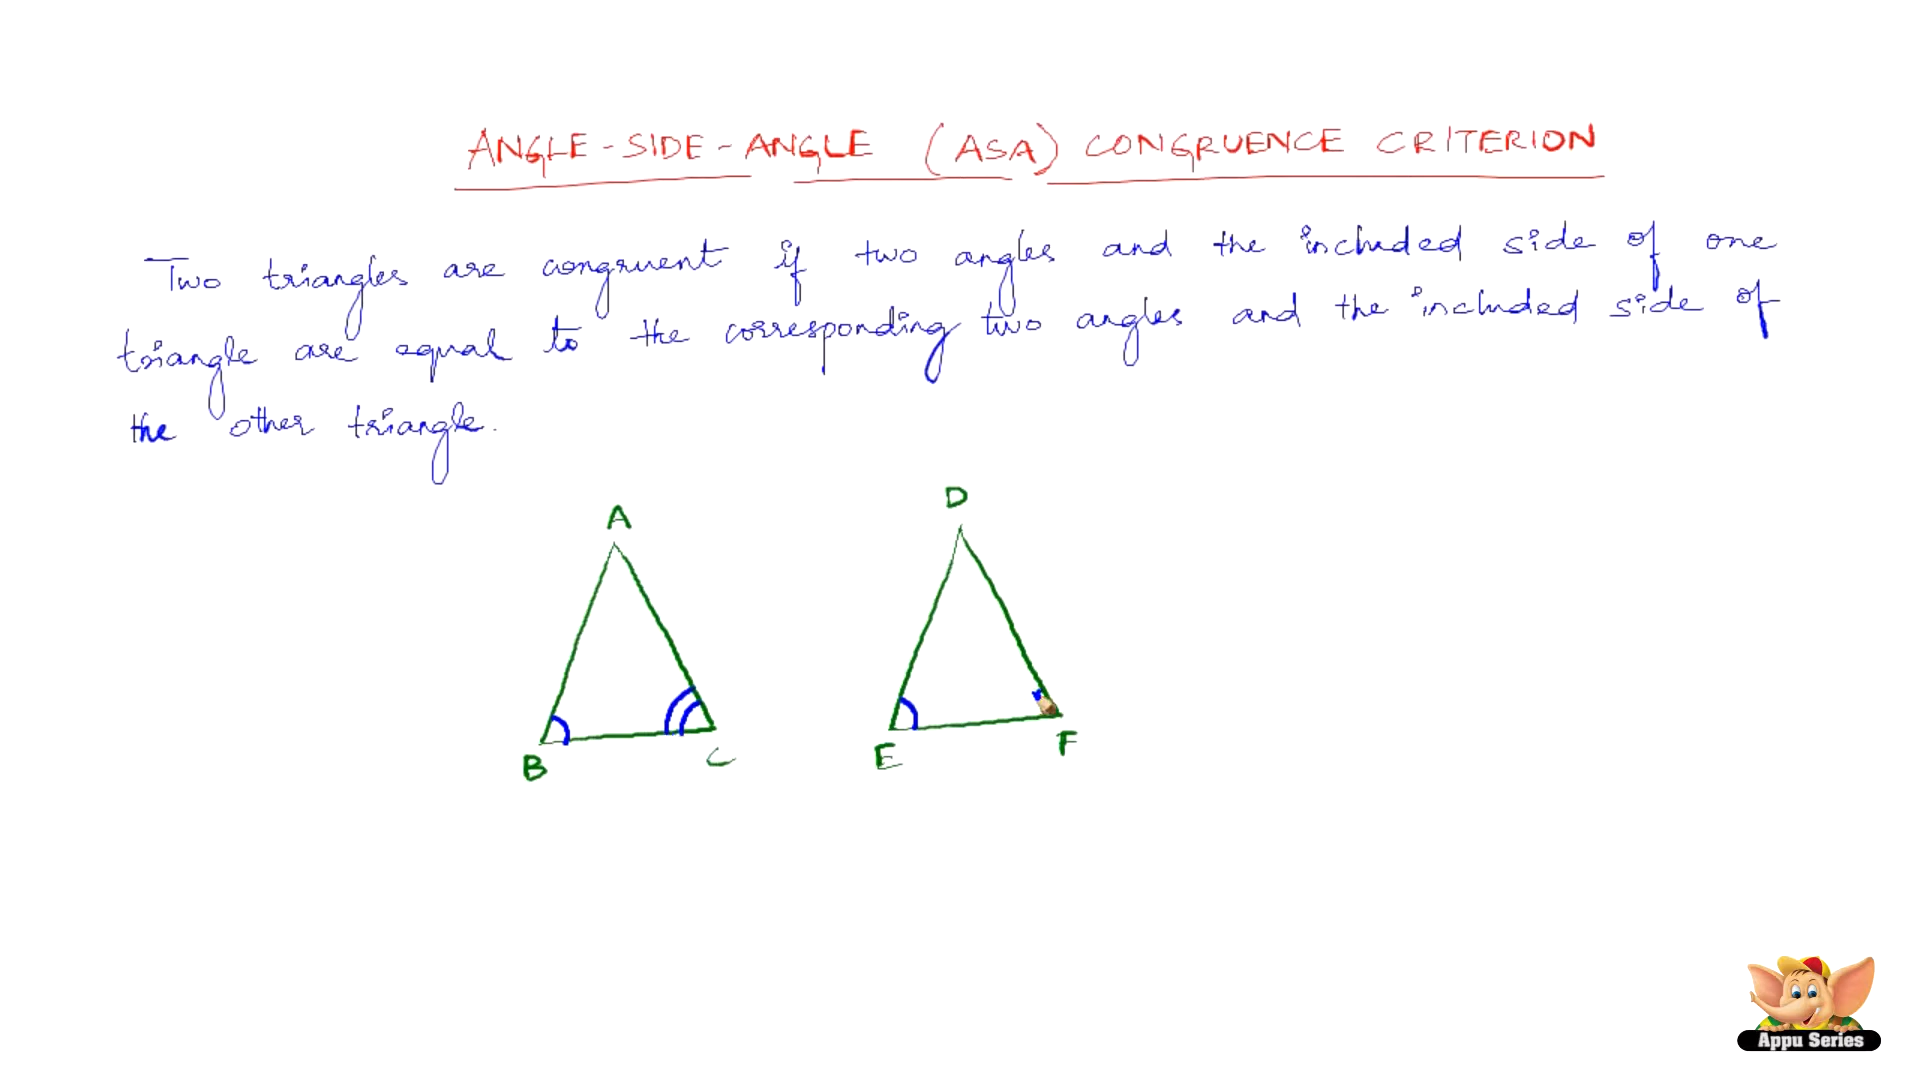 ANGLE-SIDE-ANGLE (ASA) CONGRUENCE CRITERION
Two triangles are congruent if two angles and the included side of one
triangle are equal to the corresponding two angles and the included side of
the other triangle.
A
D
B
C
E
F
Appu Series